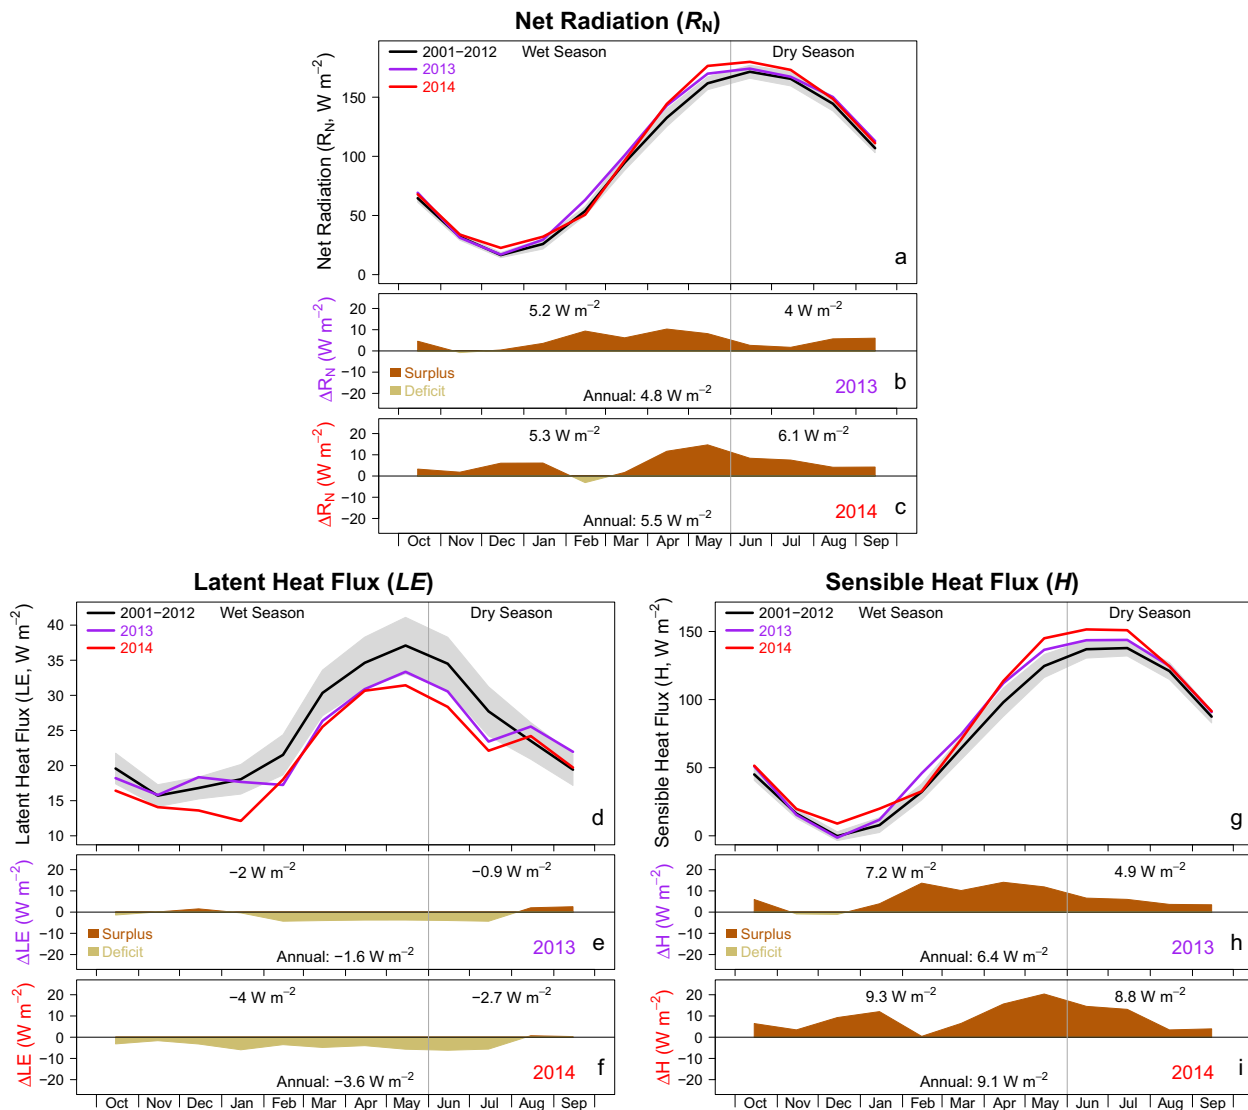 Net Radiation (RN)
2001−2012 Wet Season Dry Season
2013
2014
Net Radiation (RN, W m−2)
150
100
50
0
a
ΔRN (W m−2)
20
10
0
−10
−20
5.2 W m−2 4 W m−2
Surplus
Deficit
Annual: 4.8 W m−2
2013
b
ΔRN (W m−2)
20
10
0
−10
−20
5.3 W m−2 6.1 W m−2
Annual: 5.5 W m−2
2014
c
Oct Nov Dec Jan Feb Mar Apr May Jun Jul Aug Sep
Latent Heat Flux (LE)
2001−2012 Wet Season Dry Season
2013
2014
Latent Heat Flux (LE, W m−2)
40
35
30
25
20
15
10
d
ΔLE (W m−2)
20
10
0
−10
−20
−2 W m−2 −0.9 W m−2
Surplus
Deficit
Annual: −1.6 W m−2
2013
e
ΔLE (W m−2)
20
10
0
−10
−20
−4 W m−2 −2.7 W m−2
Annual: −3.6 W m−2
2014
f
Oct Nov Dec Jan Feb Mar Apr May Jun Jul Aug Sep
Sensible Heat Flux (H)
2001−2012 Wet Season Dry Season
2013
2014
Sensible Heat Flux (H, W m−2)
150
100
50
0
g
ΔH (W m−2)
20
10
0
−10
−20
7.2 W m−2 4.9 W m−2
Surplus
Deficit
Annual: 6.4 W m−2
2013
h
ΔH (W m−2)
20
10
0
−10
−20
9.3 W m−2 8.8 W m−2
Annual: 9.1 W m−2
2014
i
Oct Nov Dec Jan Feb Mar Apr May Jun Jul Aug Sep